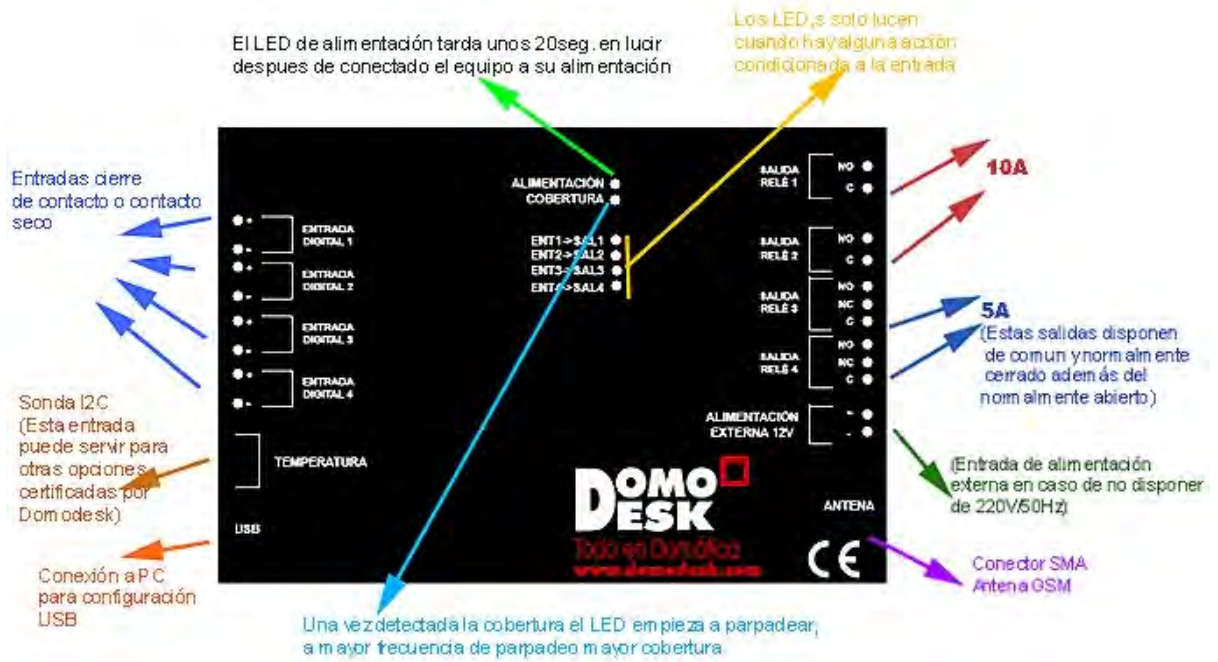 El LED de alimentación tarda unos 20seg. en lucir
despues de conectado el equipo a su alimentación
Los LED,s solo lucen
cuando hay alguna acción
condicionada a la entrada
Entradas cierre
de contacto o contacto
seco
Sonda I2C
(Esta entrada
puede servir para
otras opciones
certificadas por
Domodesk)
Conexión a PC
para configuración
USB
+
-
ENTRADA
DIGITAL 1
+
-
ENTRADA
DIGITAL 2
+
-
ENTRADA
DIGITAL 3
+
-
ENTRADA
DIGITAL 4
TEMPERATURA
USB
ALIMENTACIÓN
COBERTURA
ENT1->SAL1
ENT2->SAL2
ENT3->SAL3
ENT4->SAL4
SALIDA
RELÉ 1
NO
C
SALIDA
RELÉ 2
NO
C
SALIDA
RELÉ 3
NO
NC
C
SALIDA
RELÉ 4
NO
NC
C
ALIMENTACIÓN
EXTERNA 12V
-
DOMO
DESK
Todo en Domótica
www.domodesk.com
ANTENA
CE
10A
5A
(Estas salidas disponen
de comun y normalmente
cerrado además del
normalmente abierto)
(Entrada de alimentación
externa en caso de no disponer
de 220V/50Hz)
Conector SMA
Antena GSM
Una vez detectada la cobertura el LED empieza a parpadear,
a mayor frecuencia de parpadeo mayor cobertura